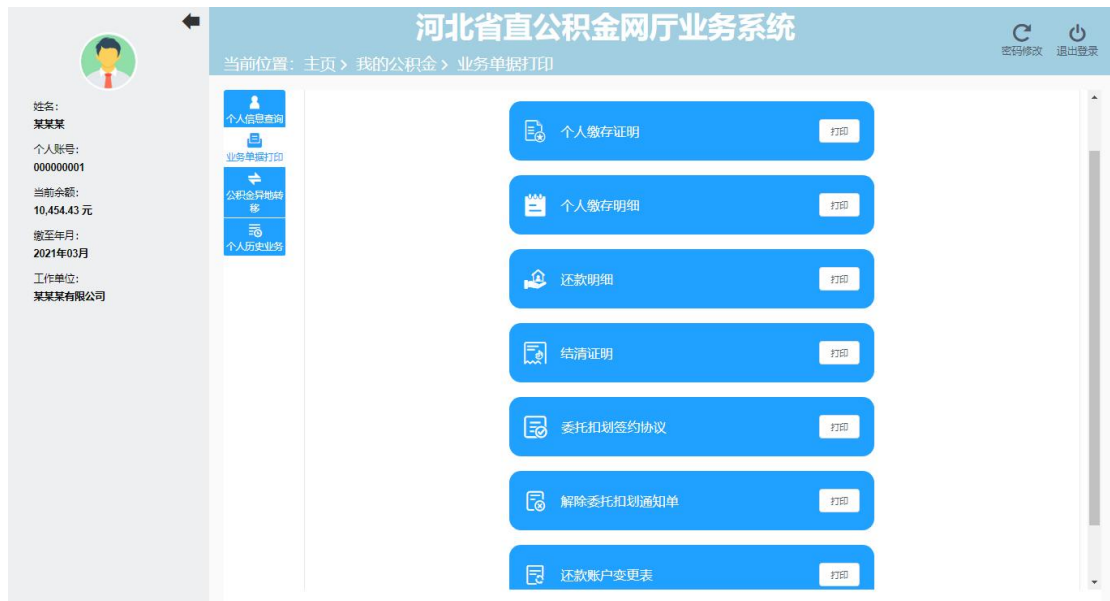 河北省直公积金网厅业务系统
密码修改
退出登录
当前位置：主页 > 我的公积金 > 业务单据打印
姓名：
某某某
个人账号：
000000001
当前余额：
10,454.43 元
缴至年月：
2021年03月
工作单位：
某某某有限公司
个人信息查询
业务单据打印
公积金异地转
移
个人历史业务
个人缴存证明 打印
个人缴存明细 打印
还款明细 打印
结清证明 打印
委托扣划签约协议 打印
解除委托扣划通知单 打印
还款账户变更表 打印